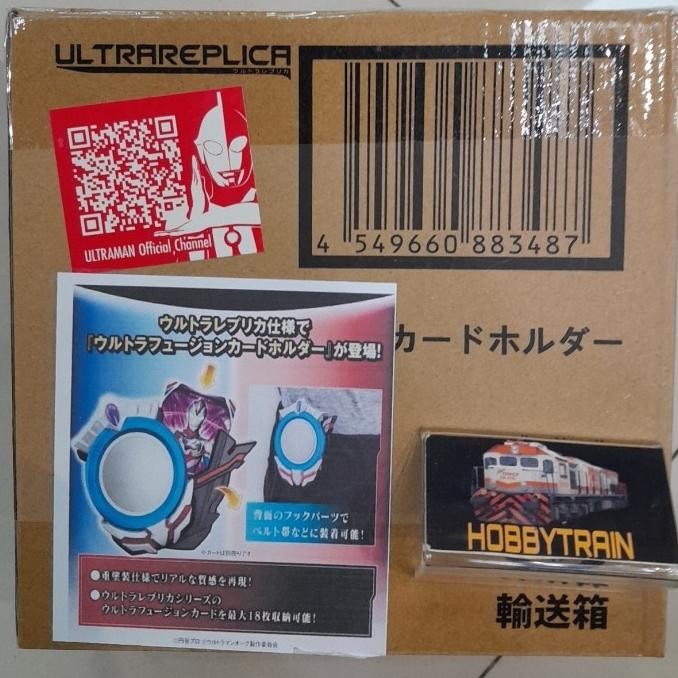 ULTRAREPLICA
ウルトラレプリカ
ULTRAMAN Official Channel
4 549660 883487
カードホルダー
ウルトラレプリカ仕様で
「ウルトラフュージョンカードホルダー」が登場!
背面のフックパーツで
ベルト帯などに装着可能!
※カードは別売りです
●重塗装仕様でリアルな質感を再現!
●ウルトラレプリカシリーズの
ウルトラフュージョンカードを最大18枚収納可能!
©円谷プロ ©ウルトラマンオーブ製作委員会
HOBBYTRAIN
輸送箱